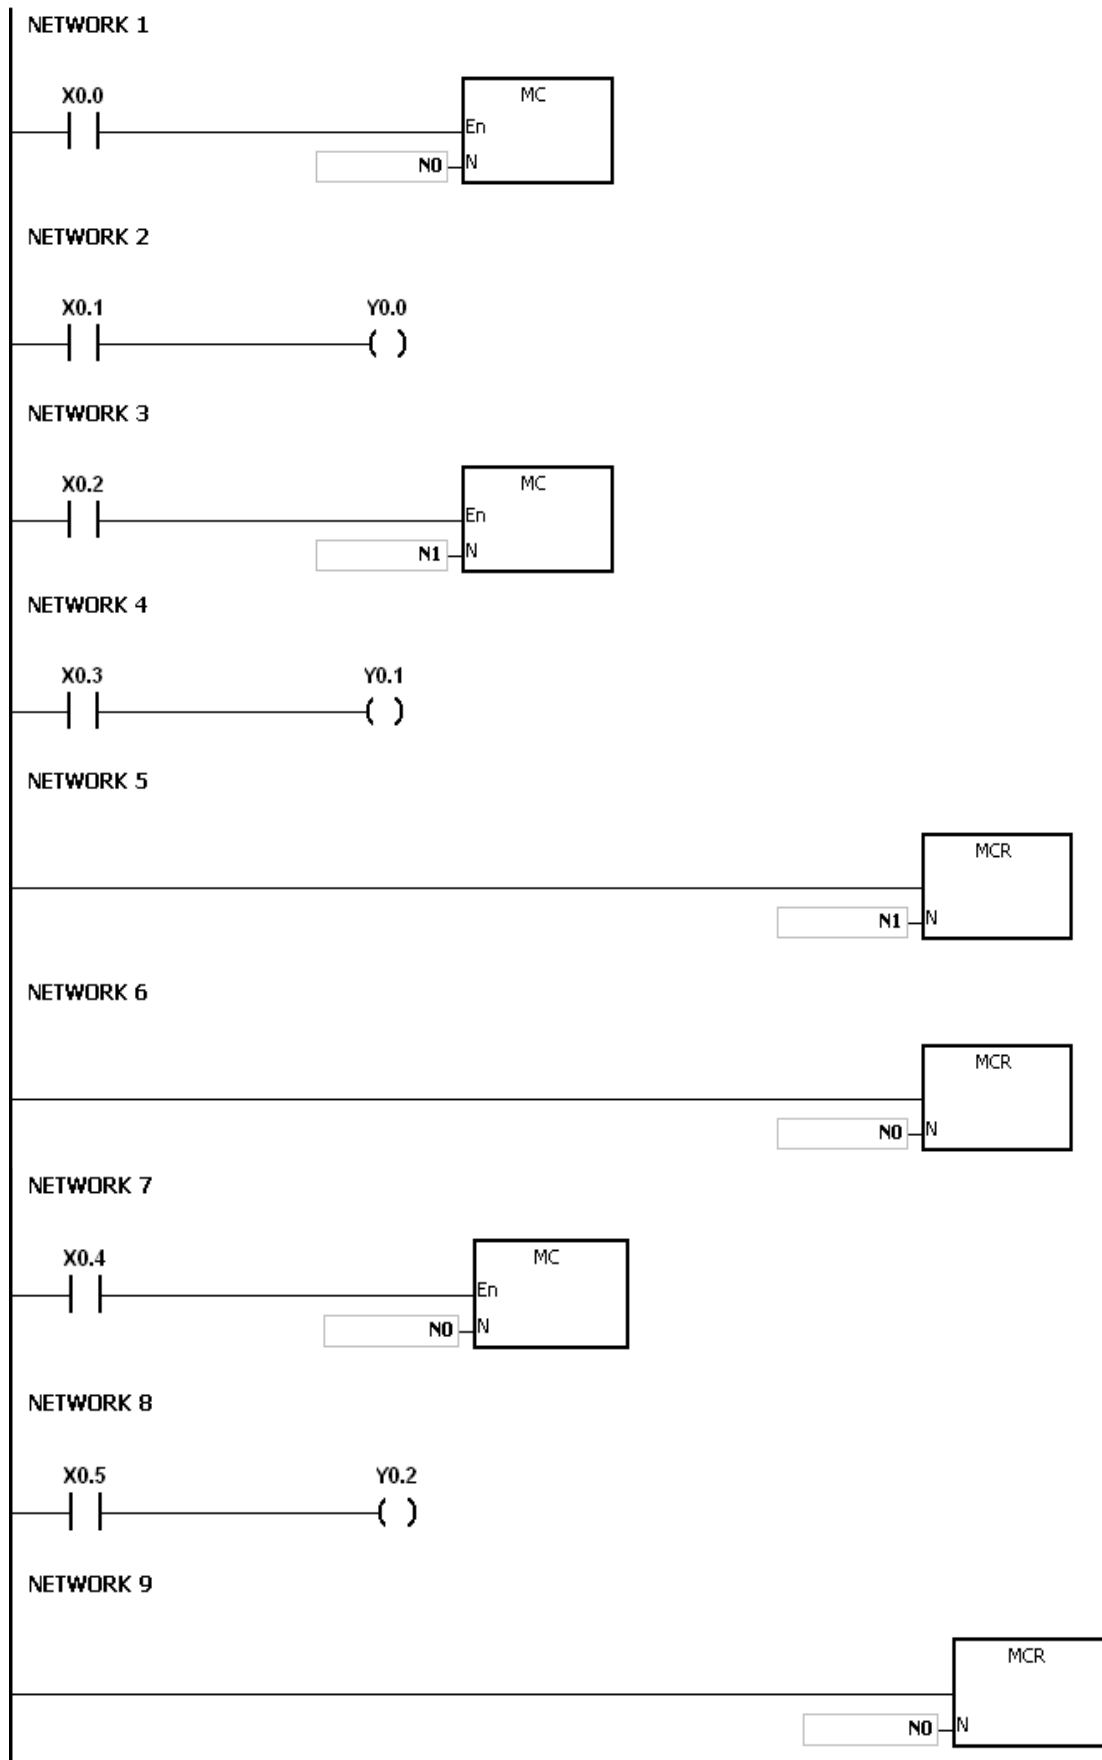 NETWORK 1
X0.0
MC
En
N0 N
NETWORK 2
X0.1 Y0.0
NETWORK 3
X0.2
MC
En
N1 N
NETWORK 4
X0.3 Y0.1
NETWORK 5
MCR
N1 N
NETWORK 6
MCR
N0 N
NETWORK 7
X0.4
MC
En
N0 N
NETWORK 8
X0.5 Y0.2
NETWORK 9
MCR
N0 N